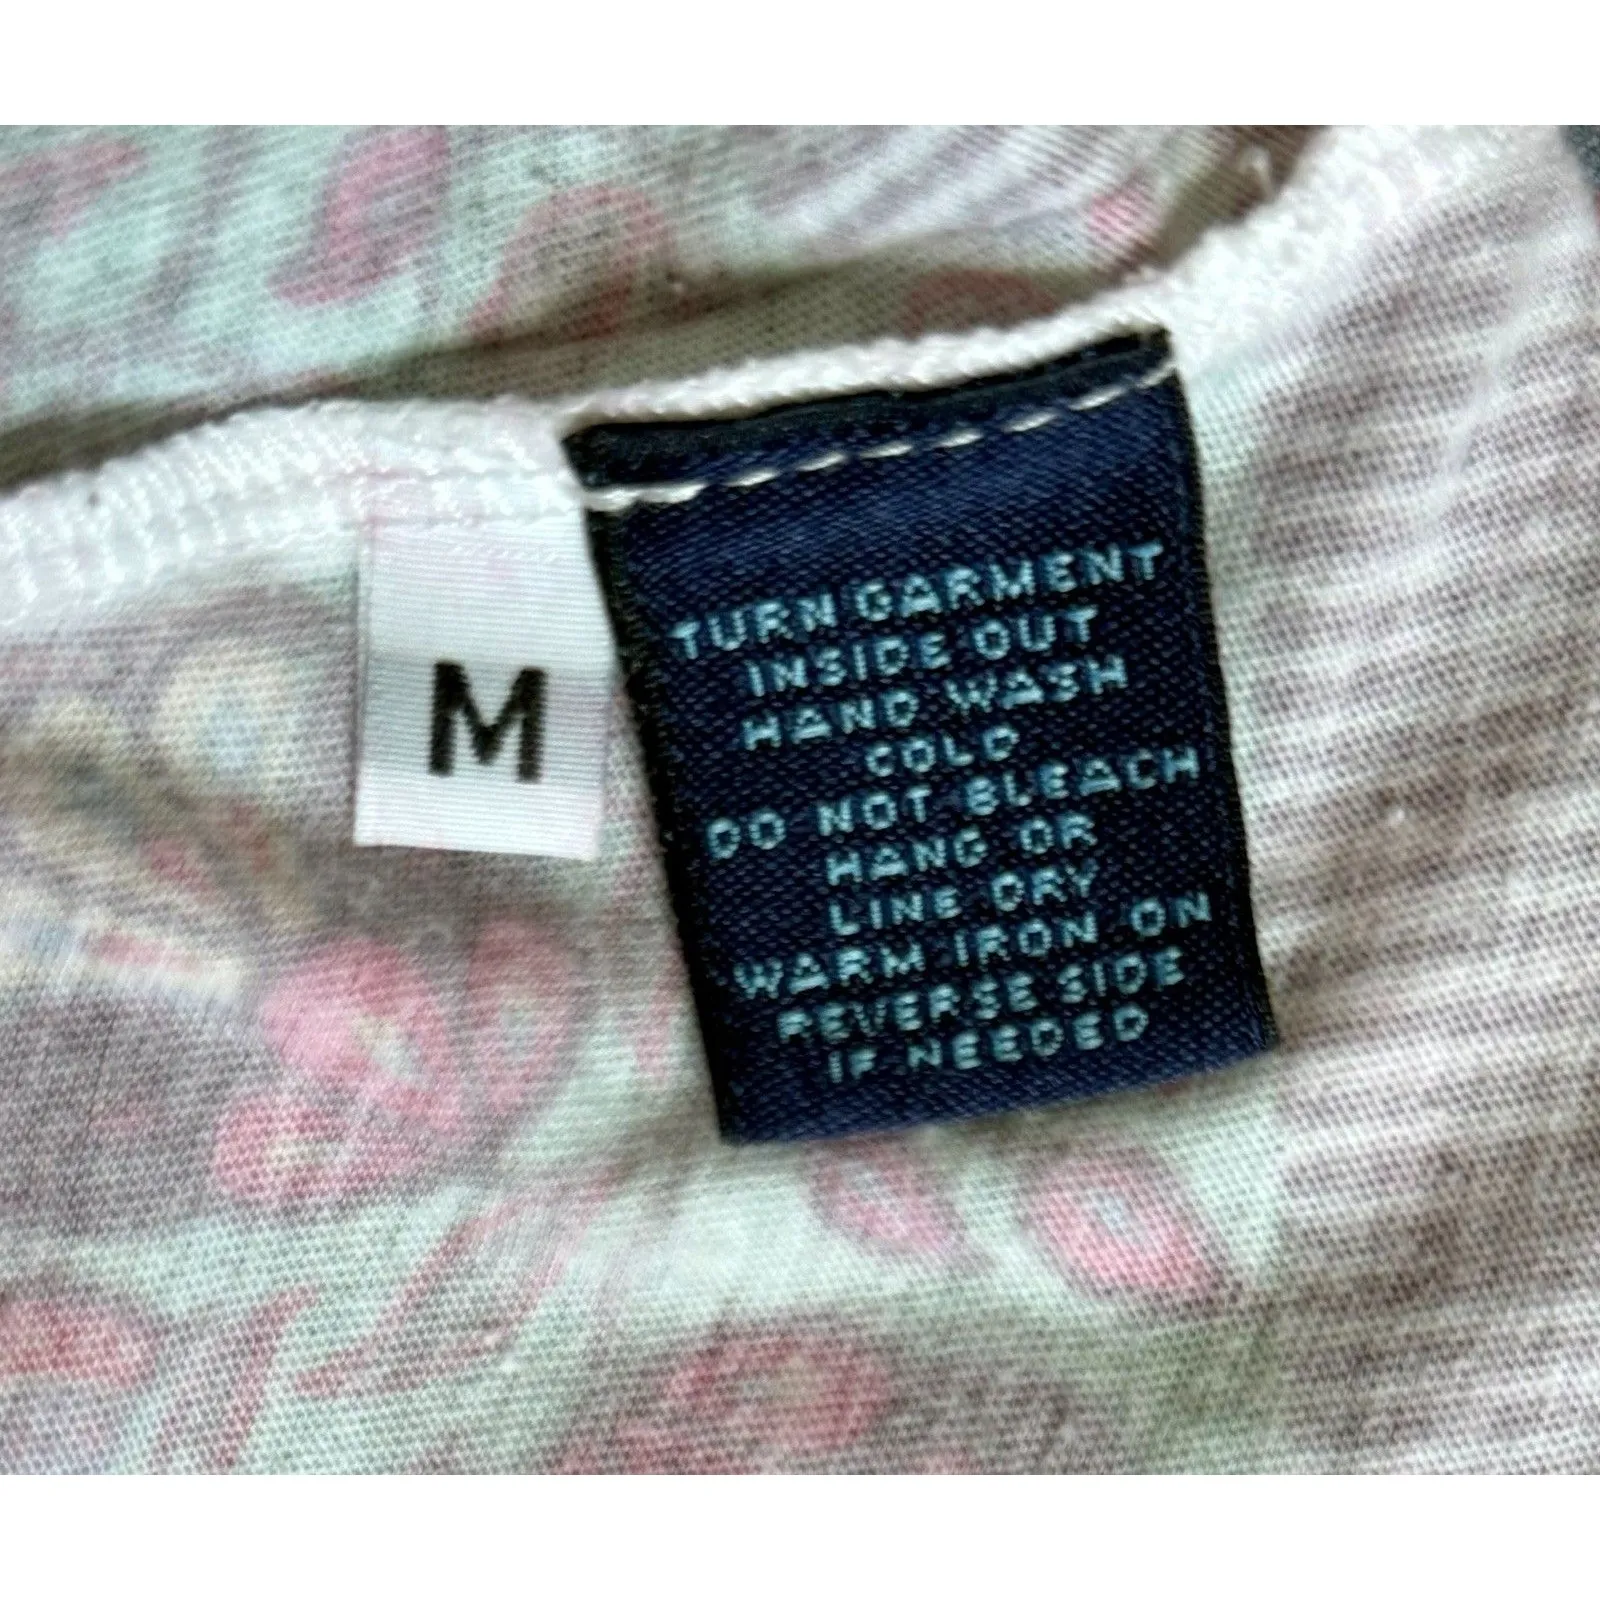 M
TURN GARMENT
INSIDE OUT
HAND WASH
COLD
DO NOT BLEACH
HANG OR
LINE DRY
WARM IRON ON
REVERSE SIDE
IF NEEDED